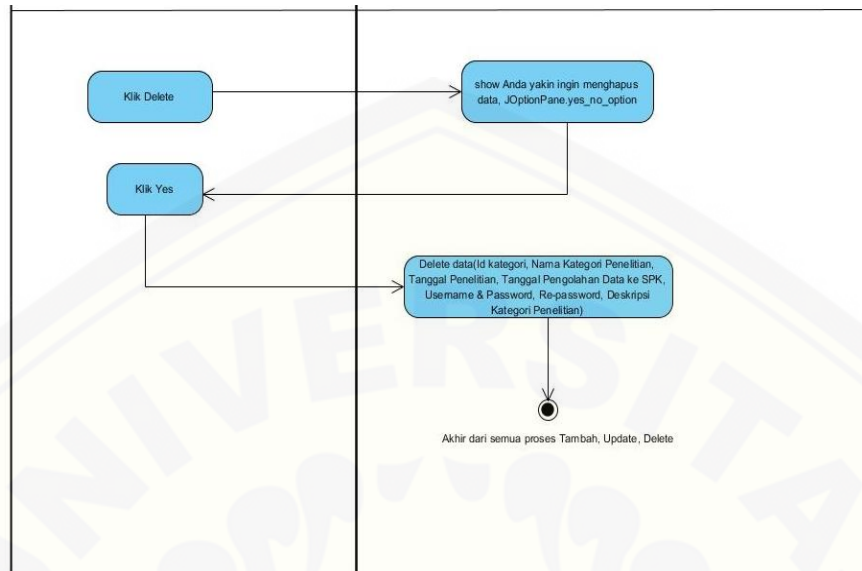 Klik Delete
show Anda yakin ingin menghapus
data, JOptionPane.yes_no_option
Klik Yes
Delete data(Id kategori, Nama Kategori Penelitian,
Tanggal Penelitian, Tanggal Pengolahan Data ke SPK,
Username & Password, Re-password, Deskripsi
Kategori Penelitian)
Akhir dari semua proses Tambah, Update, Delete
UNIVERSITA